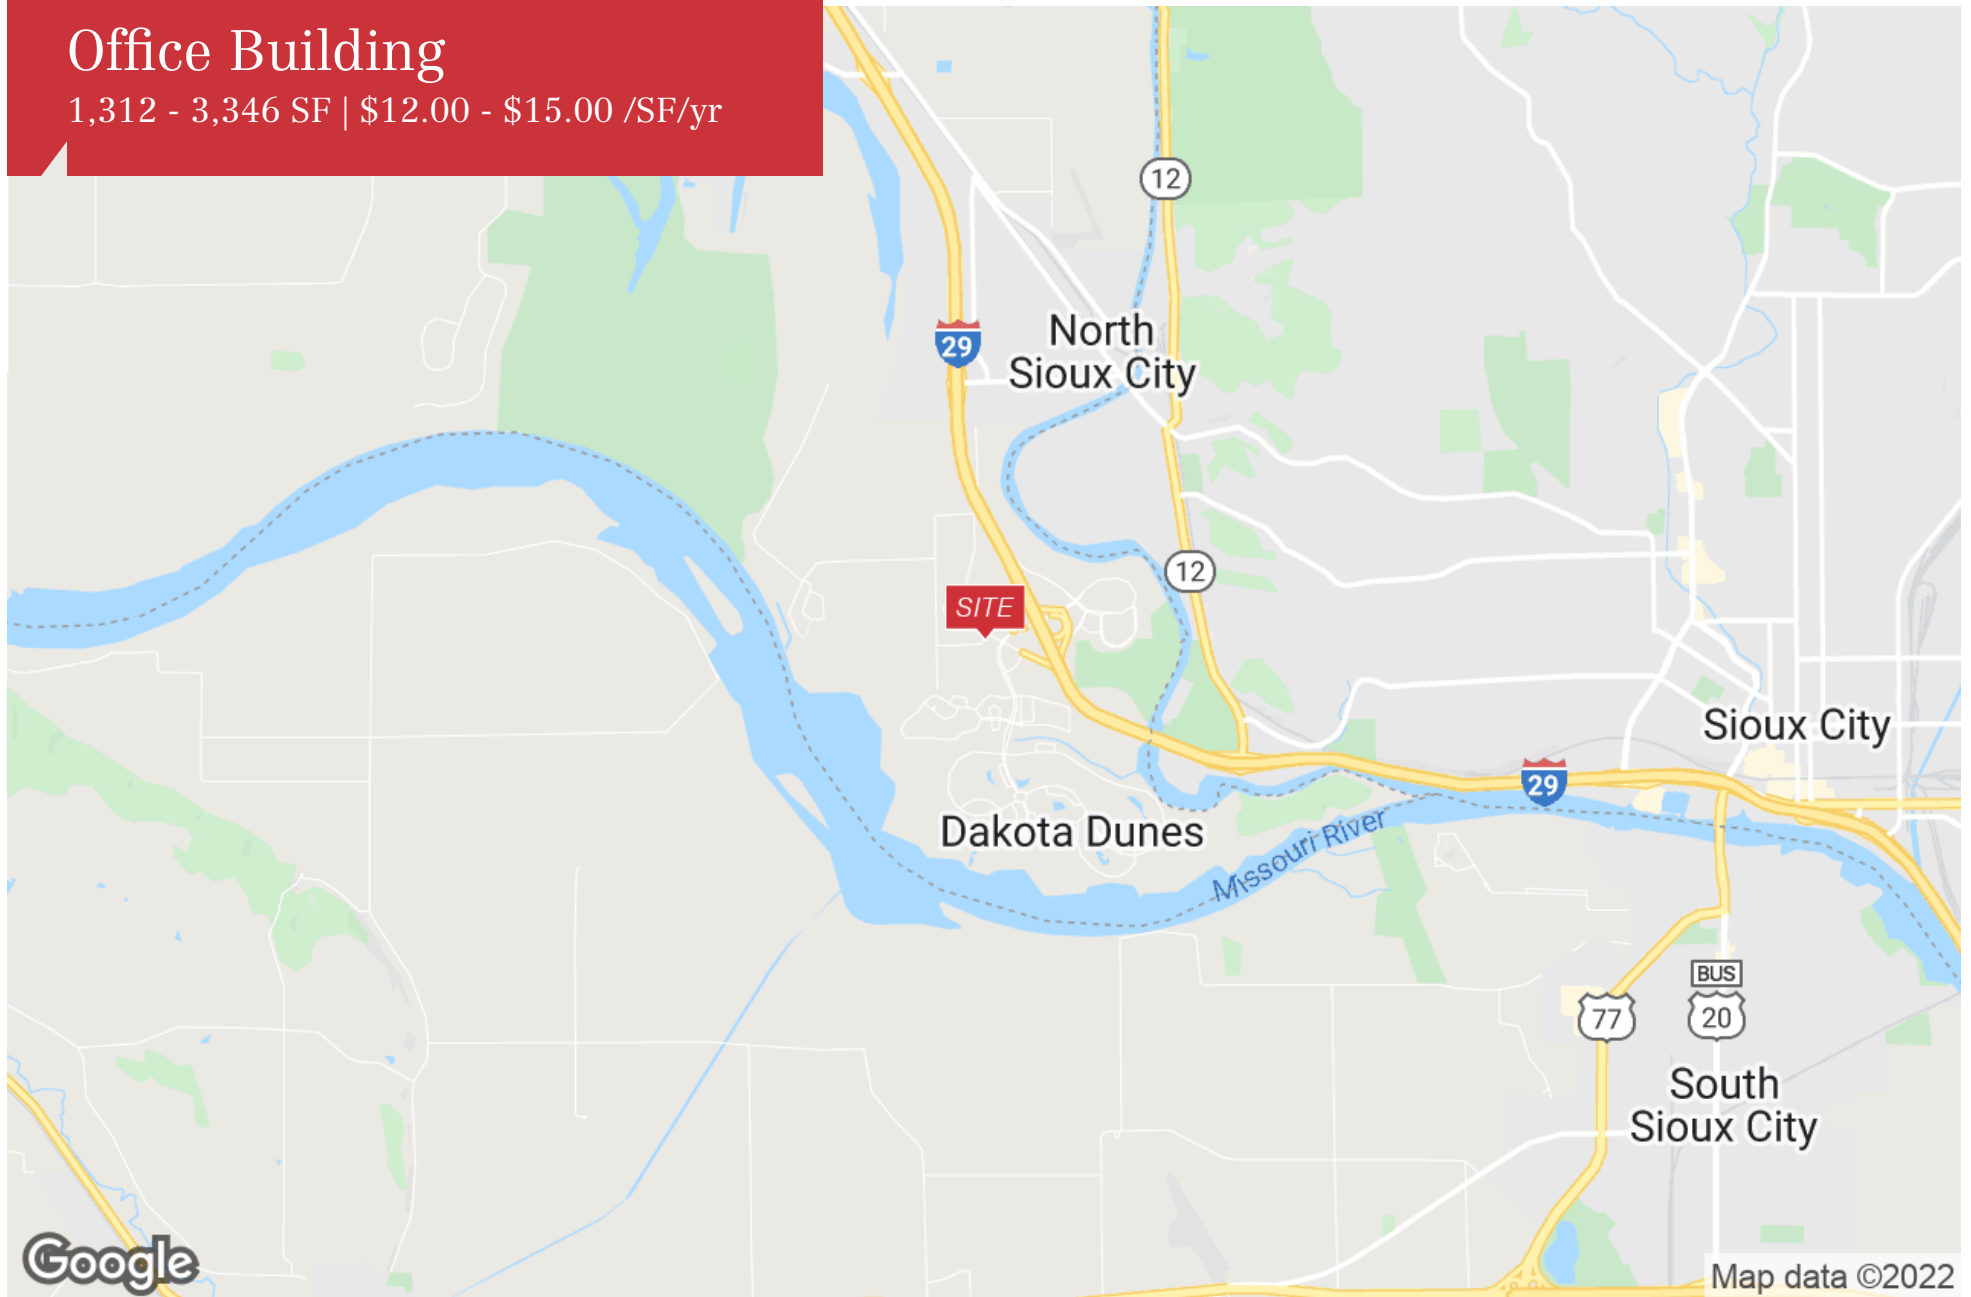 Office Building
1,312 - 3,346 SF | $12.00 - $15.00 /SF/yr
12
North
Sioux City
29
12
SITE
Sioux City
29
Dakota Dunes
Missouri River
BUS
77
20
South
Sioux City
Google
Map data ©2022